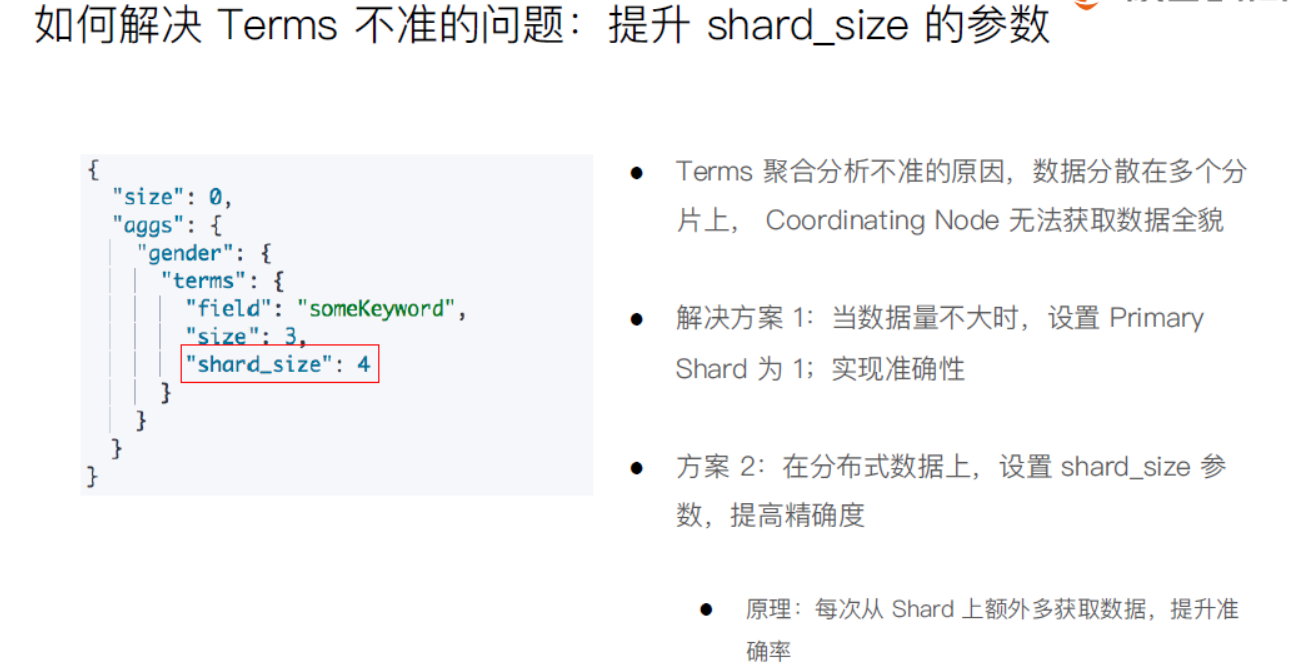 如何解决 Terms 不准的问题：提升 shard_size 的参数
{
"size": 0,
"aggs": {
"gender": {
"terms": {
"field": "someKeyword",
"size": 3,
"shard_size": 4
}
}
}
}
● Terms 聚合分析不准的原因，数据分散在多个分
片上， Coordinating Node 无法获取数据全貌
● 解决方案 1：当数据量不大时，设置 Primary
Shard 为 1；实现准确性
● 方案 2：在分布式数据上，设置 shard_size 参
数，提高精确度
● 原理：每次从 Shard 上额外多获取数据，提升准
确率